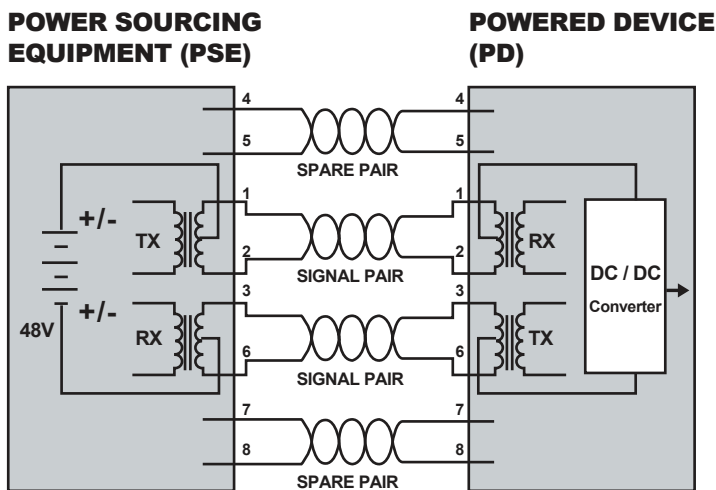 POWER SOURCING
EQUIPMENT (PSE)
POWERED DEVICE
(PD)
4
5
SPARE PAIR
4
5
+/-
TX
1
2
SIGNAL PAIR
1
2
RX
+/-
48V
RX
3
6
SIGNAL PAIR
3
6
TX
DC / DC
Converter
7
8
SPARE PAIR
7
8